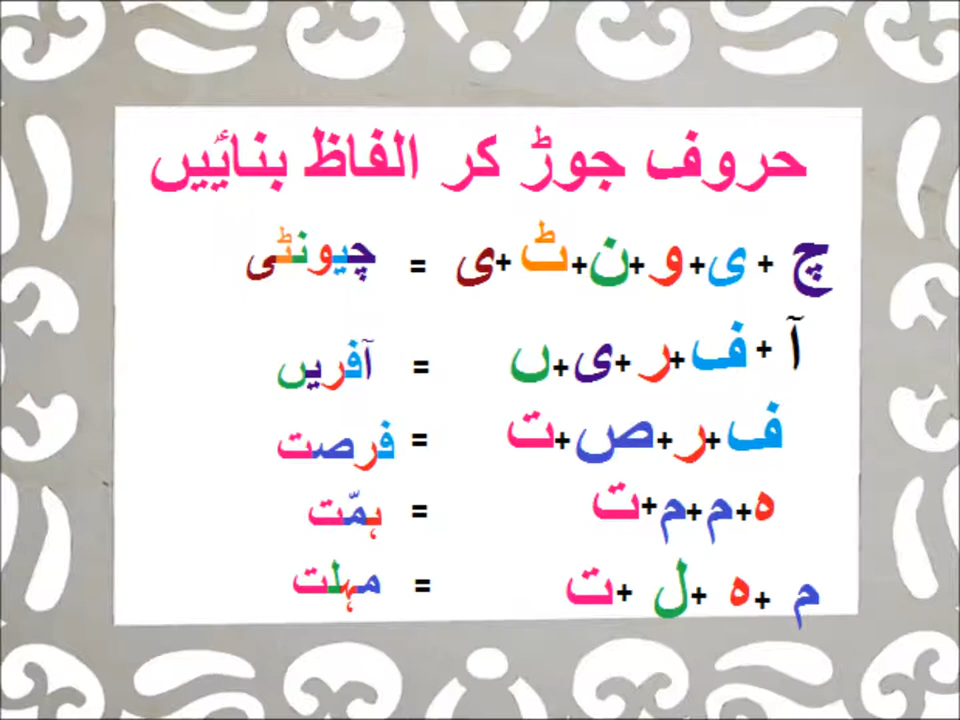 حروف جوڑ کر الفاظ بنائیں
چ + ی + و + ن + ٹ + ی = چیونٹی
آ + ف + ر + ی + ں = آفریں
ف + ر + ص + ت = فرصت
ہ + م + م + ت = ہمّت
م + ہ + ل + ت = مہلت